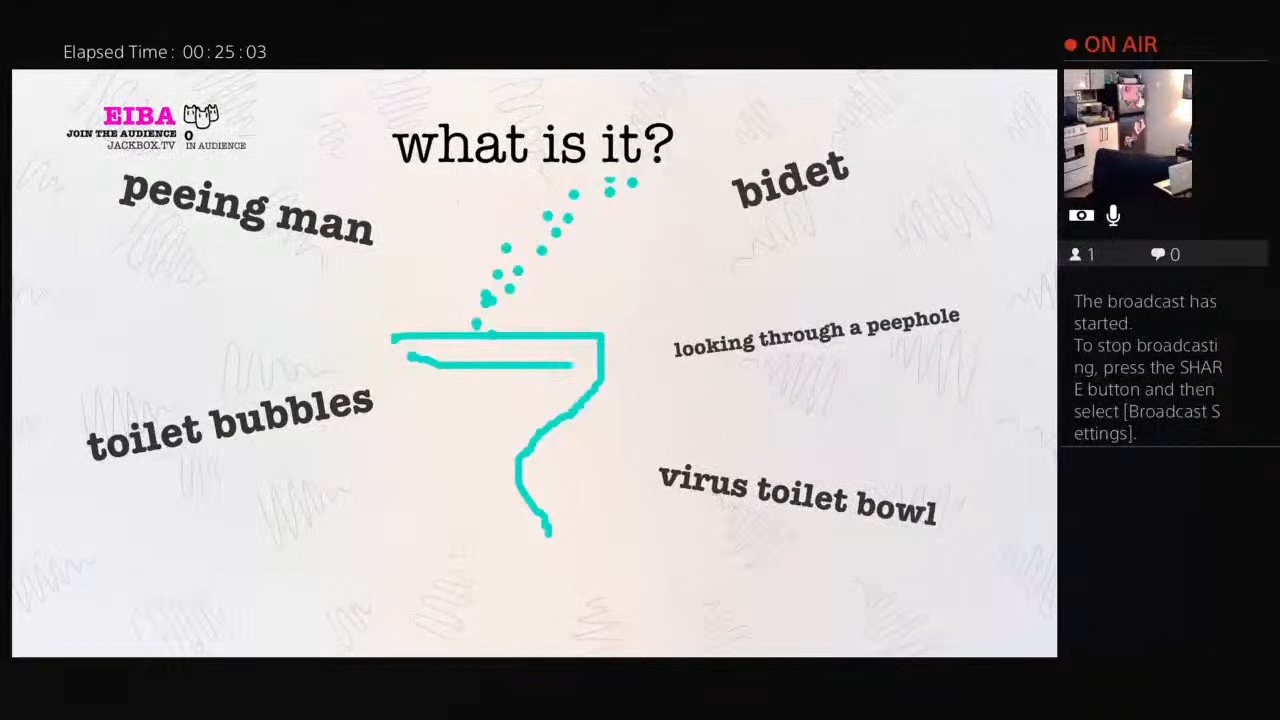 Elapsed Time: 00:25:03
ON AIR
EIBA
JOIN THE AUDIENCE
JACKBOX.TV
0
IN AUDIENCE
what is it?
peeing man
bidet
looking through a peephole
toilet bubbles
virus toilet bowl
1
0
The broadcast has
started.
To stop broadcasti
ng, press the SHAR
E button and then
select [Broadcast S
ettings].